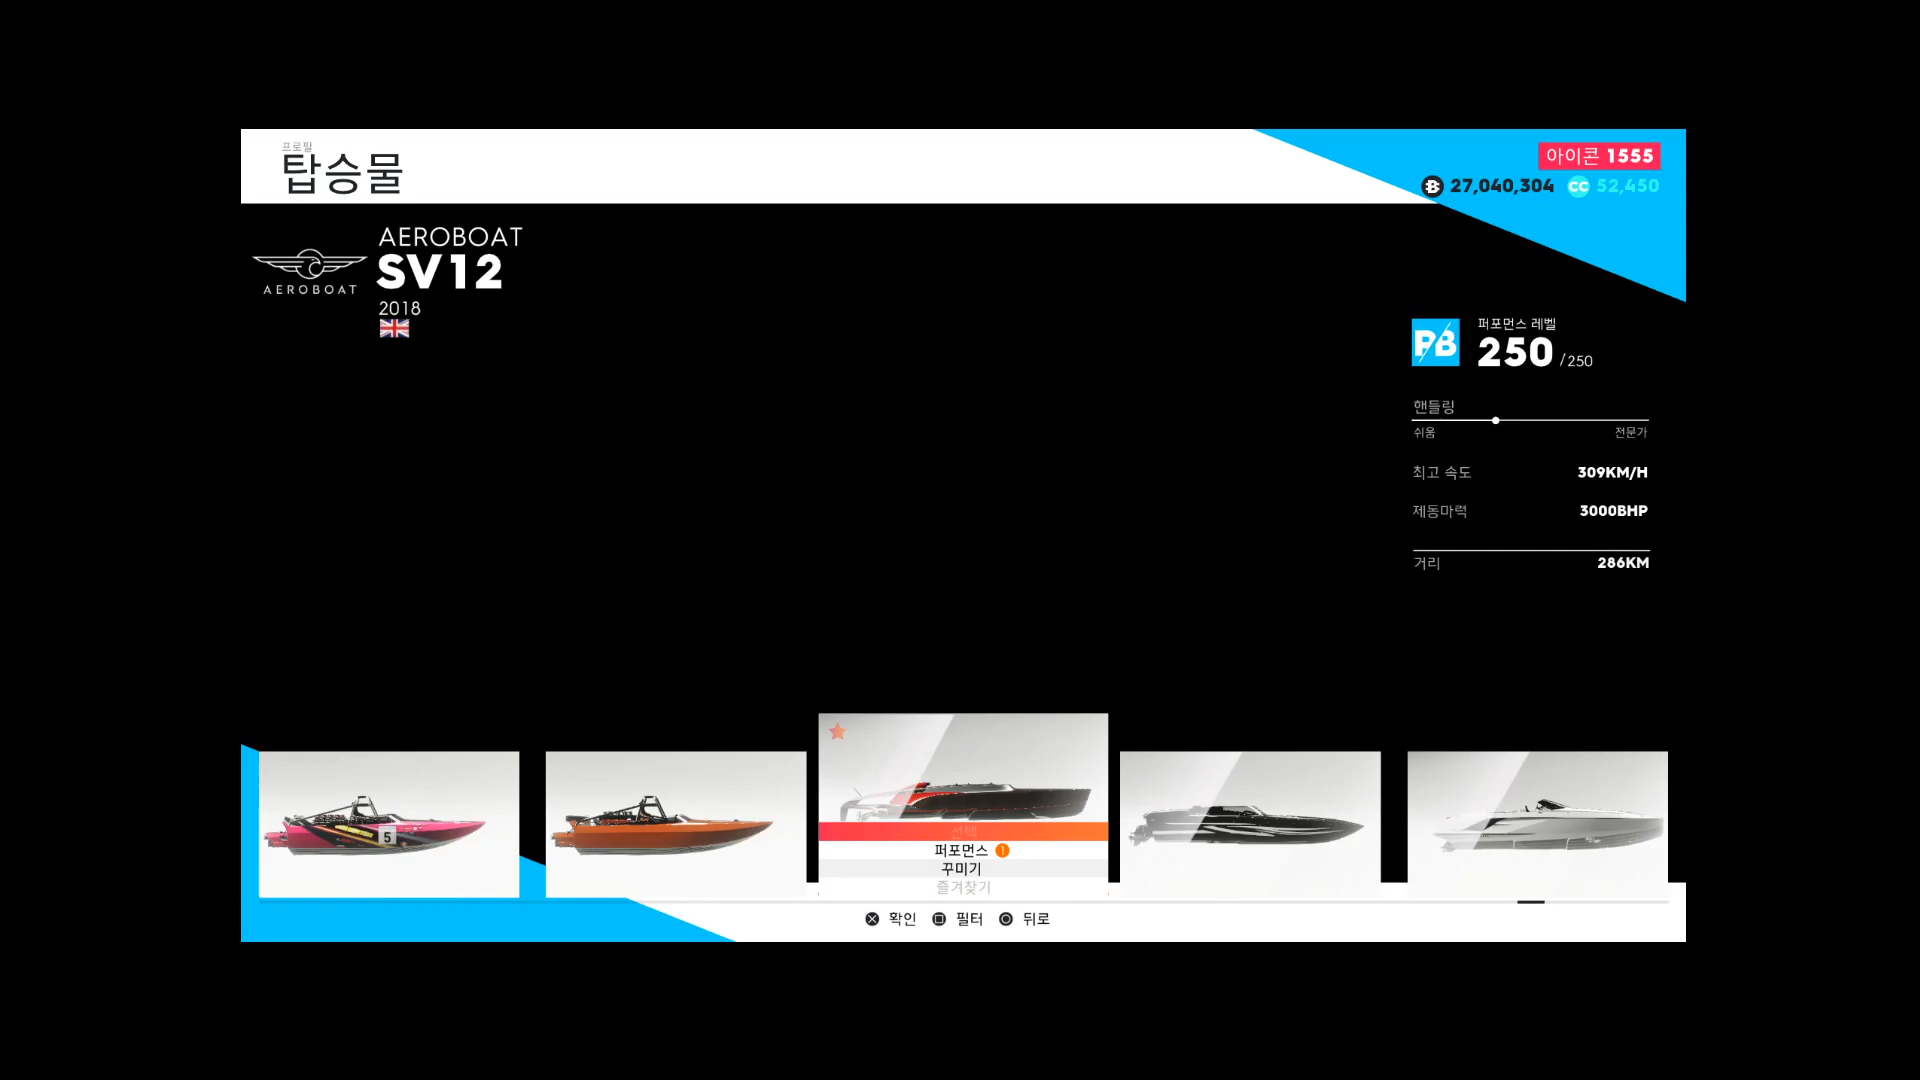 프로필
탑승물
아이콘 1555
27,040,304 CC 52,450
AEROBOAT
SV12
2018
AEROBOAT
PB
퍼포먼스 레벨
250 /250
핸들링
쉬움 전문가
최고 속도 309KM/H
제동마력 3000BHP
거리 286KM
5
선택
퍼포먼스 1
꾸미기
즐겨찾기
확인 필터 뒤로